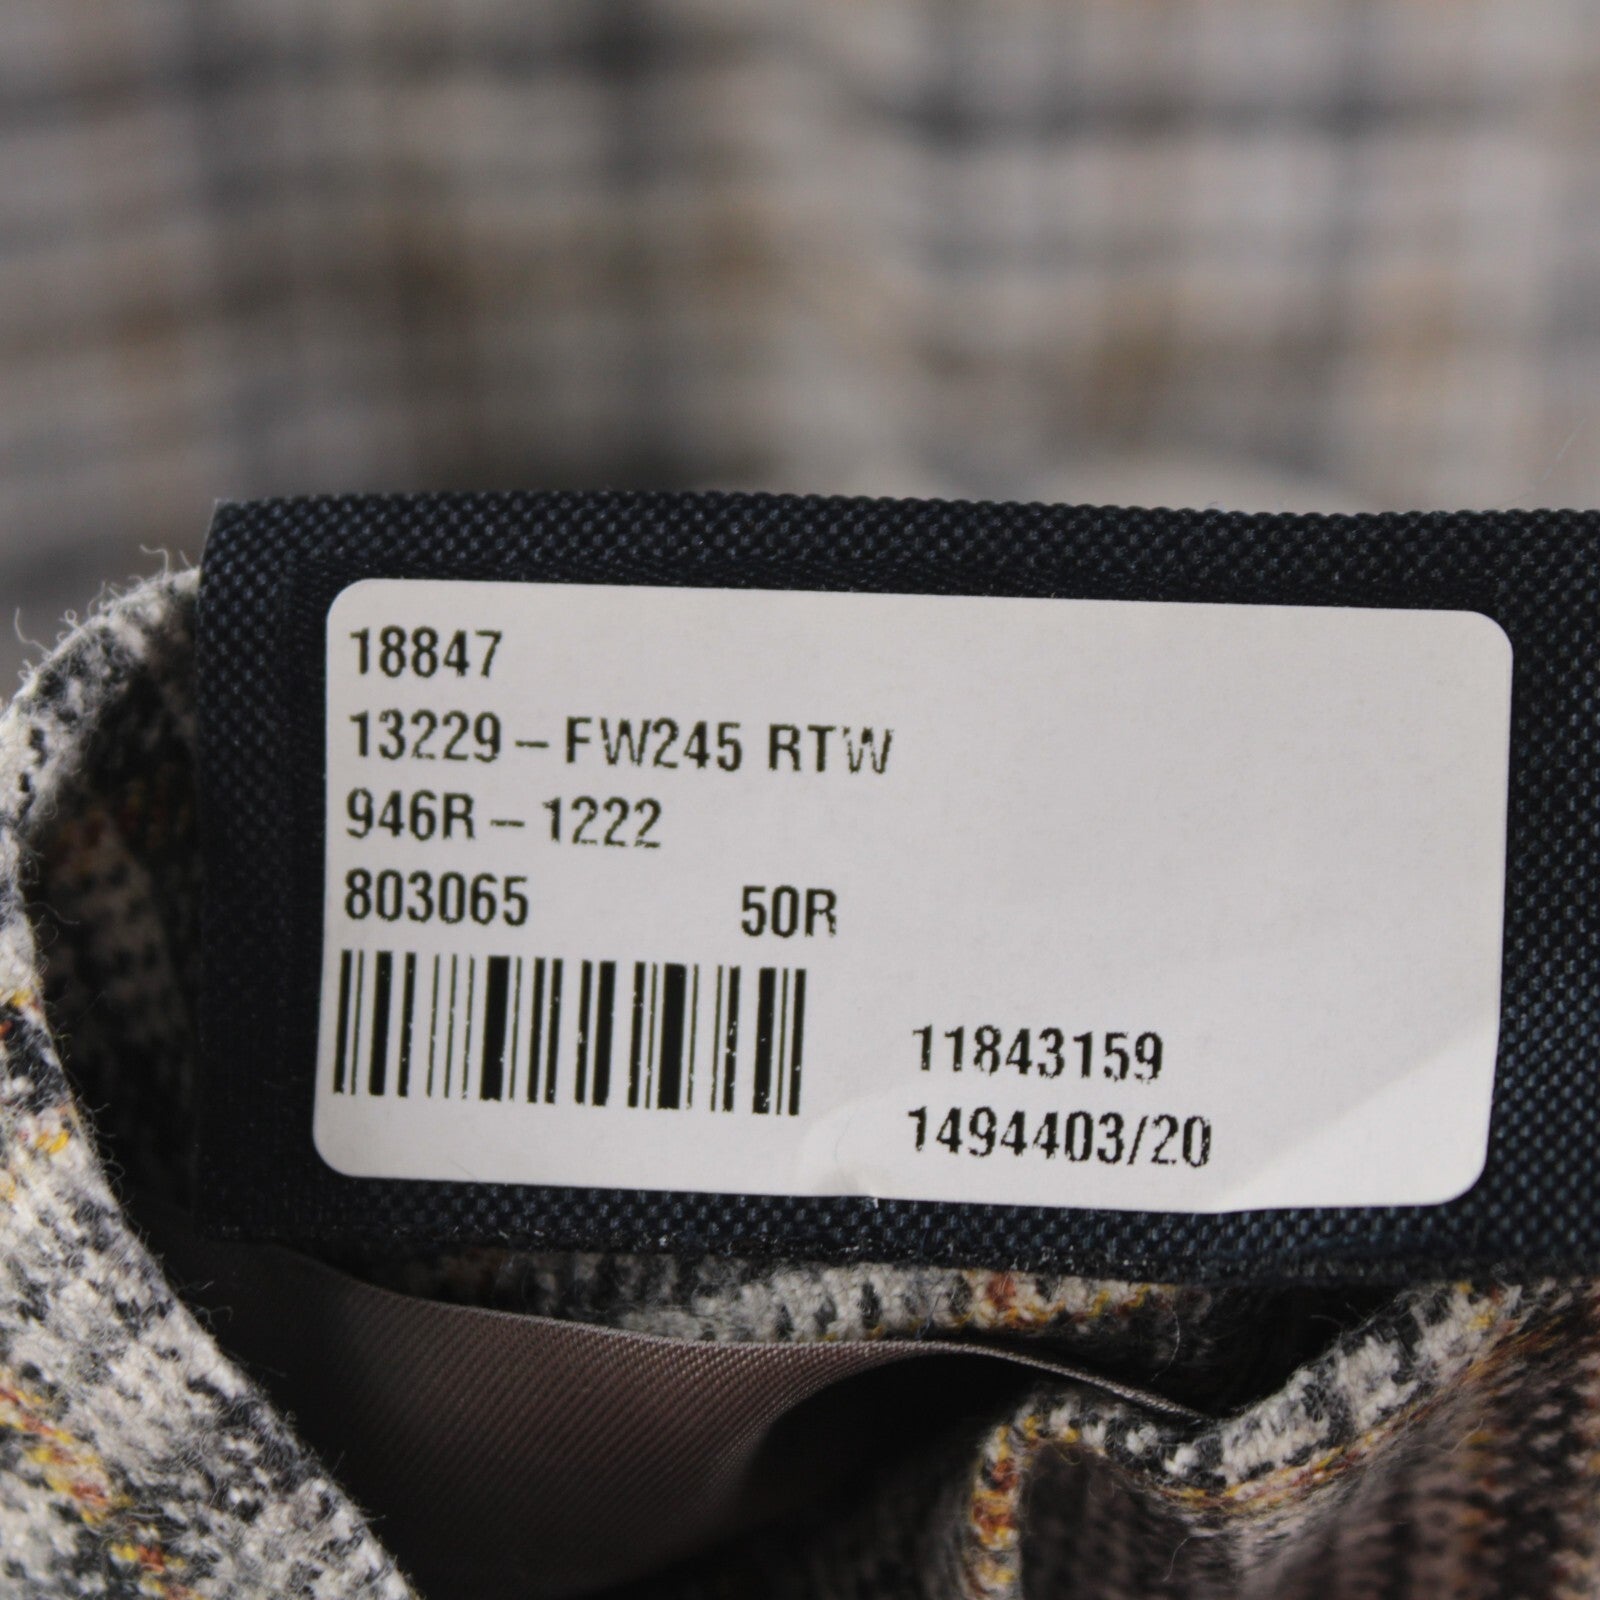 18847
13229 – FW245 RTW
946R – 1222
803065 50R
11843159
1494403/20